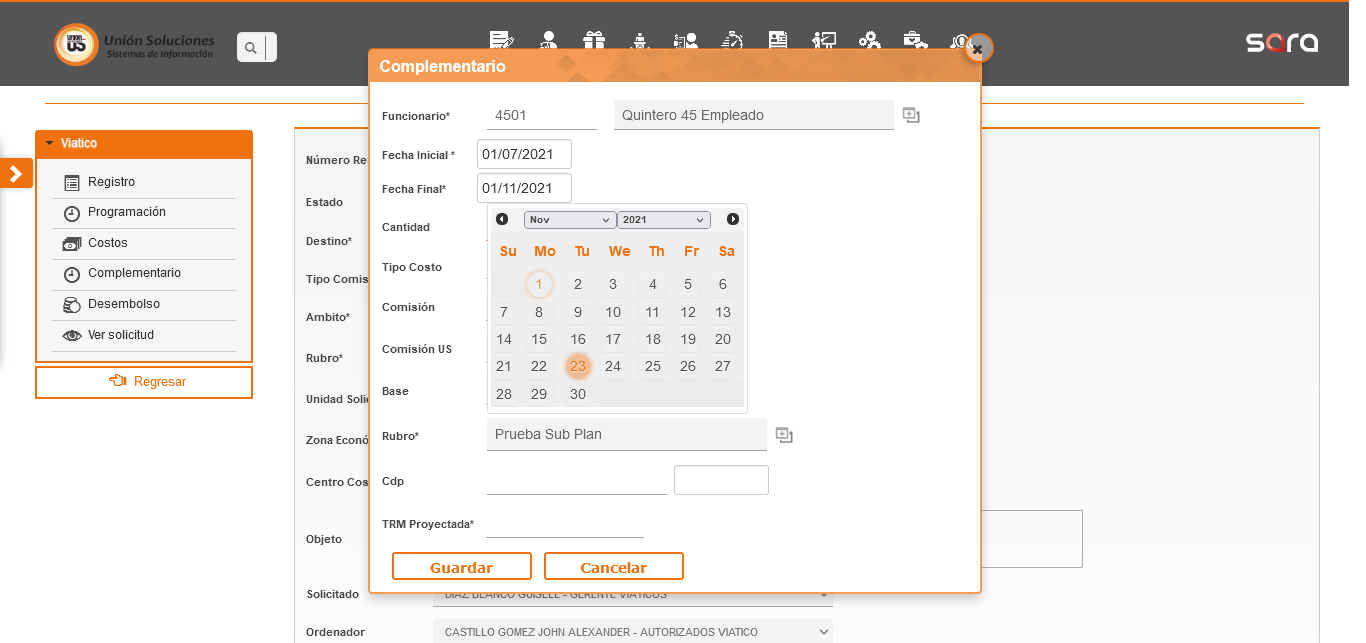 UNION US
Unión Soluciones
Sistemas de Información
sara
Complementario
Viatico
Registro
Programación
Costos
Complementario
Desembolso
Ver solicitud
Regresar
Número Re
Estado
Destino*
Tipo Comis
Ambito*
Rubro*
Unidad Solic
Zona Econó
Centro Cos
Objeto
Solicitado
DIAZ BLANCO GUISELL - GERENTE VIATICOS
Ordenador
CASTILLO GOMEZ JOHN ALEXANDER - AUTORIZADOS VIATICO
Funcionario* 4501 Quintero 45 Empleado
Fecha Inicial * 01/07/2021
Fecha Final* 01/11/2021
Cantidad
Tipo Costo
Comisión
Comisión US
Base
Nov 2021
Su Mo Tu We Th Fr Sa
1 2 3 4 5 6
7 8 9 10 11 12 13
14 15 16 17 18 19 20
21 22 23 24 25 26 27
28 29 30
Rubro* Prueba Sub Plan
Cdp
TRM Proyectada*
Guardar Cancelar